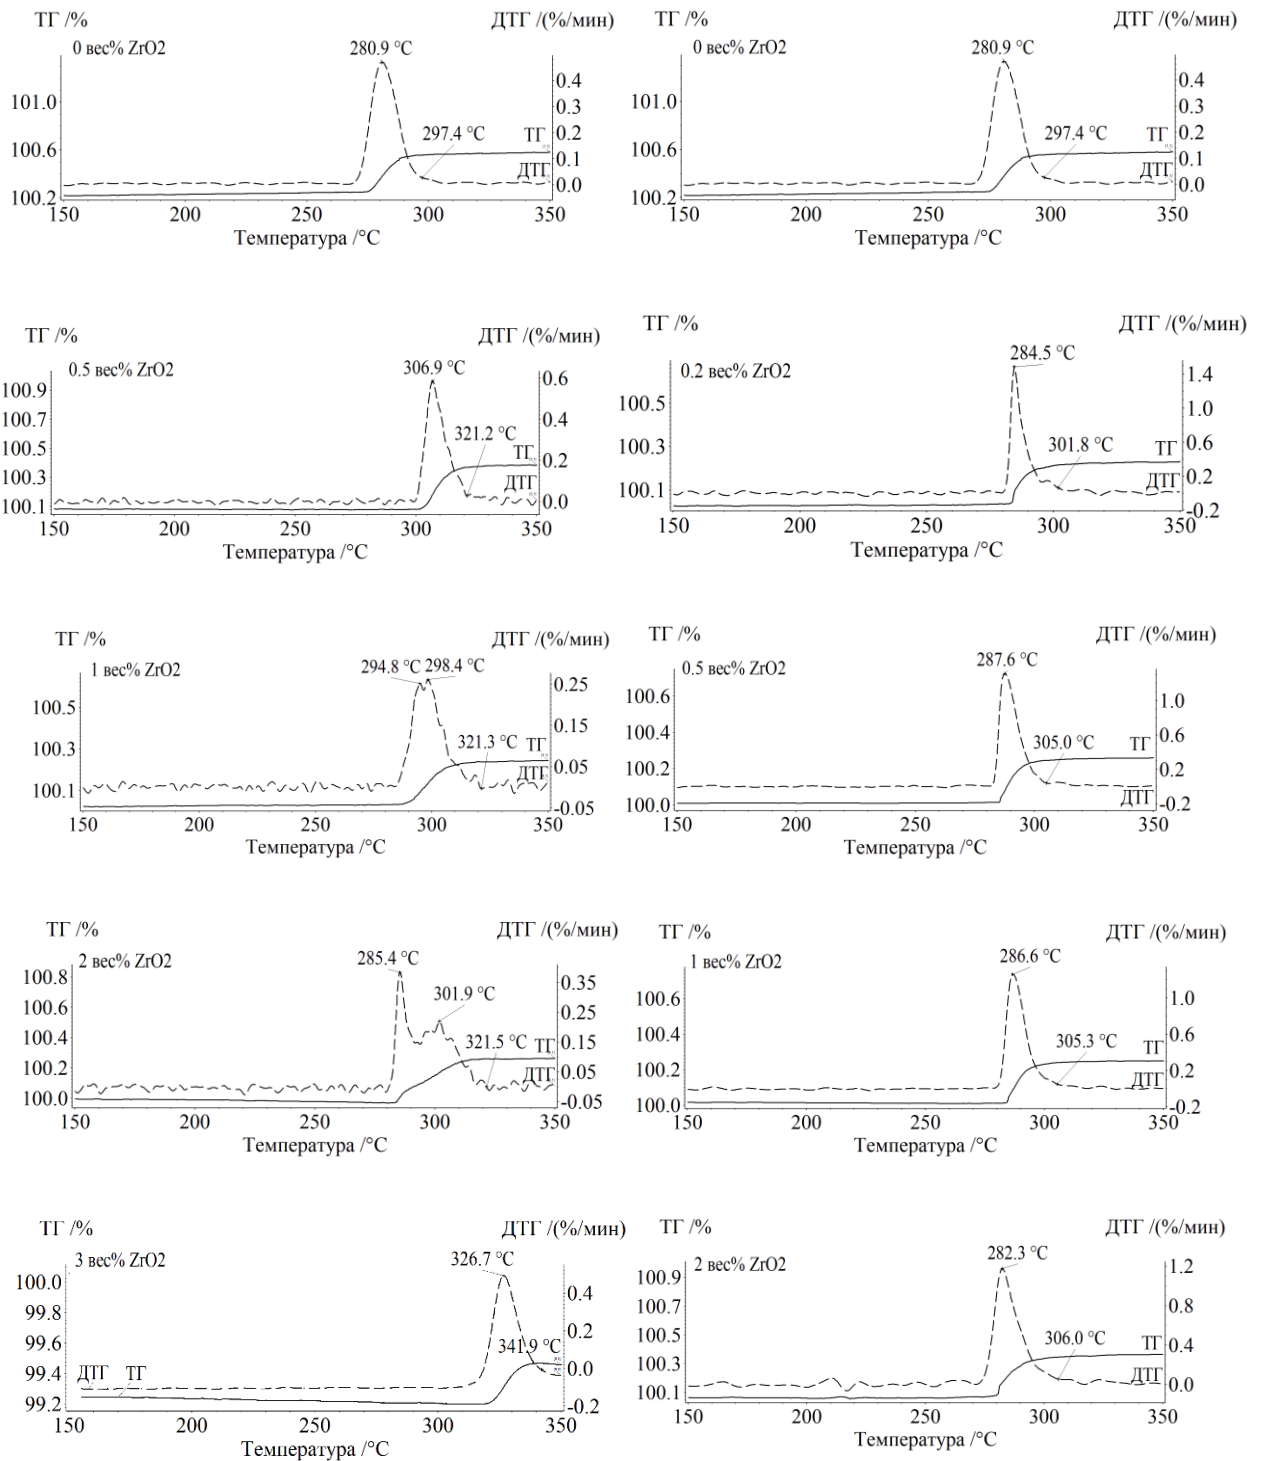 ТГ /%
ДТГ /(%/мин)
0 вес% ZrO2
280.9 °C
101.0
100.6
100.2
297.4 °C
ТГ
ДТГ
0.4
0.3
0.2
0.1
0.0
150 200 250 300 350
Температура /°C
ТГ /%
ДТГ /(%/мин)
0 вес% ZrO2
280.9 °C
101.0
100.6
100.2
297.4 °C
ТГ
ДТГ
0.4
0.3
0.2
0.1
0.0
150 200 250 300 350
Температура /°C
ТГ /%
ДТГ /(%/мин)
0.5 вес% ZrO2
306.9 °C
100.9
100.7
100.5
100.3
100.1
321.2 °C
ТГ
ДТГ
0.6
0.4
0.2
0.0
150 200 250 300 350
Температура /°C
ТГ /%
ДТГ /(%/мин)
0.2 вес% ZrO2
284.5 °C
100.5
100.3
100.1
301.8 °C
ТГ
ДТГ
1.4
1.0
0.6
0.2
-0.2
150 200 250 300 350
Температура /°C
ТГ /%
ДТГ /(%/мин)
1 вес% ZrO2
294.8 °C 298.4 °C
100.5
100.3
100.1
321.3 °C
ТГ
ДТГ
0.25
0.15
0.05
-0.05
150 200 250 300 350
Температура /°C
ТГ /%
ДТГ /(%/мин)
0.5 вес% ZrO2
287.6 °C
100.6
100.4
100.2
100.0
305.0 °C
ТГ
ДТГ
1.0
0.6
0.2
-0.2
150 200 250 300 350
Температура /°C
ТГ /%
ДТГ /(%/мин)
2 вес% ZrO2
285.4 °C
301.9 °C
100.8
100.6
100.4
100.2
100.0
321.5 °C
ТГ
ДТГ
0.35
0.25
0.15
0.05
-0.05
150 200 250 300 350
Температура /°C
ТГ /%
ДТГ /(%/мин)
1 вес% ZrO2
286.6 °C
100.6
100.4
100.2
100.0
305.3 °C
ТГ
ДТГ
1.0
0.6
0.2
-0.2
150 200 250 300 350
Температура /°C
ТГ /%
ДТГ /(%/мин)
3 вес% ZrO2
326.7 °C
100.0
99.8
99.6
99.4
99.2
341.9 °C
ДТГ
ТГ
0.4
0.2
0.0
-0.2
150 200 250 300 350
Температура /°C
ТГ /%
ДТГ /(%/мин)
2 вес% ZrO2
282.3 °C
100.9
100.7
100.5
100.3
100.1
306.0 °C
ТГ
ДТГ
1.2
0.8
0.4
0.0
150 200 250 300 350
Температура /°C